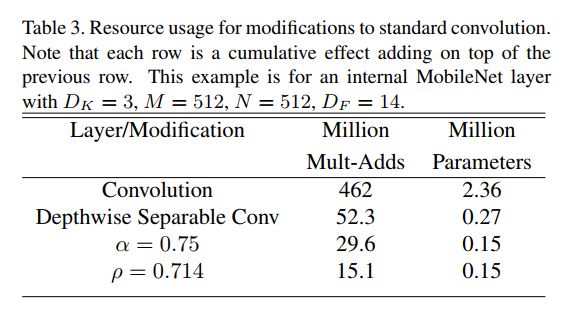 Table 3. Resource usage for modifications to standard convolution.
Note that each row is a cumulative effect adding on top of the
previous row. This example is for an internal MobileNet layer
with D_K = 3, M = 512, N = 512, D_F = 14.
Layer/Modification Million Million
Mult-Adds Parameters
Convolution 462 2.36
Depthwise Separable Conv 52.3 0.27
α = 0.75 29.6 0.15
ρ = 0.714 15.1 0.15